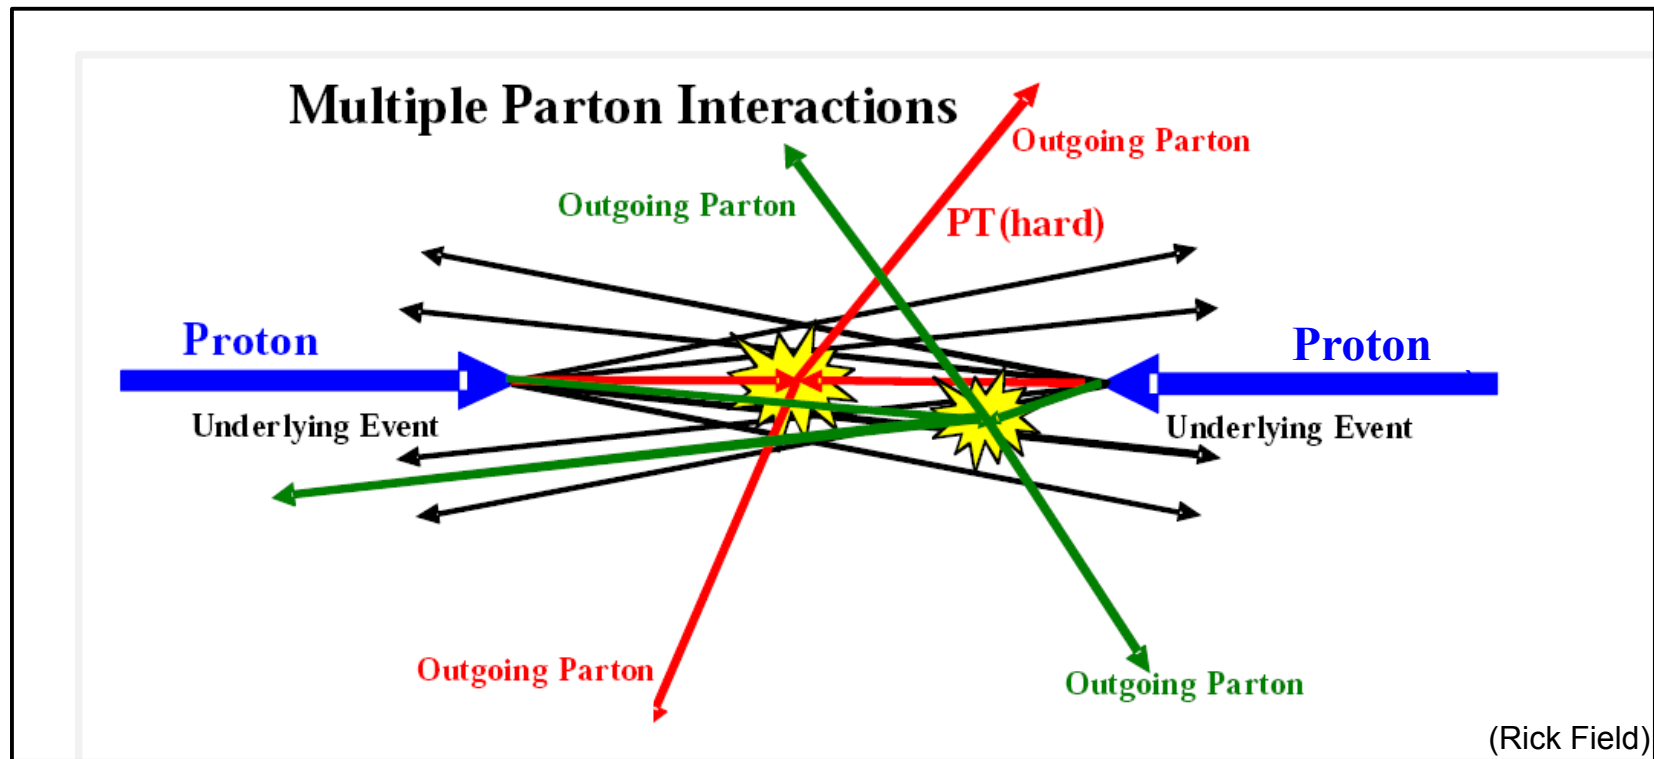 Multiple Parton Interactions
Outgoing Parton
Outgoing Parton
PT(hard)
Proton
Proton
Underlying Event
Underlying Event
Outgoing Parton
Outgoing Parton
(Rick Field)